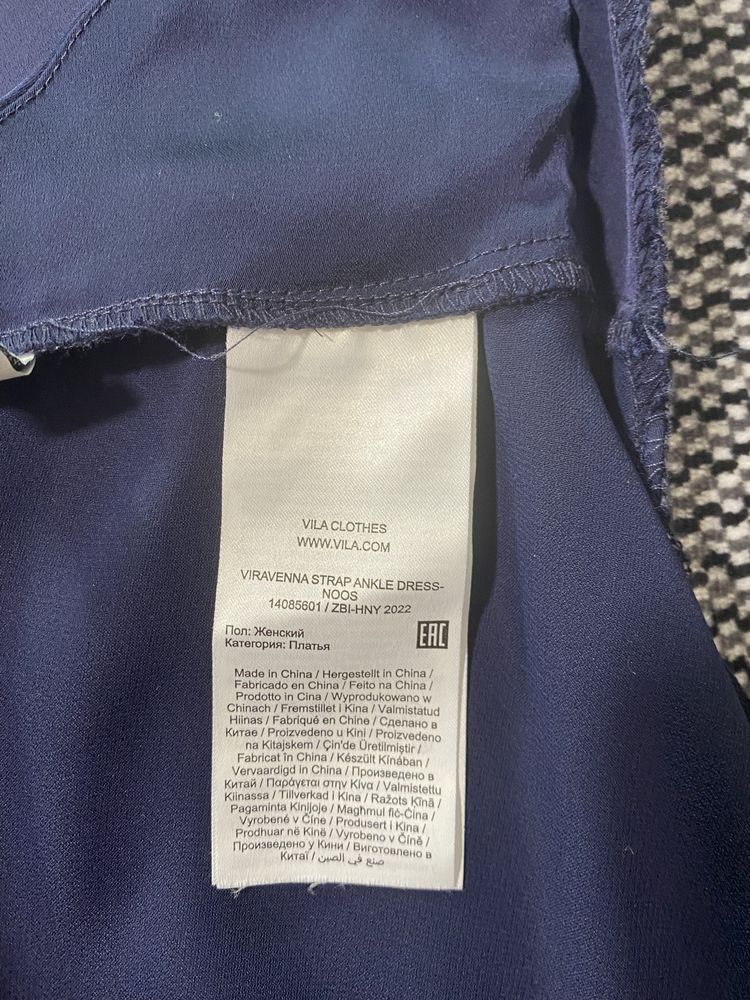 VILA CLOTHES
WWW.VILA.COM
VIRAVENNA STRAP ANKLE DRESS-
NOOS
14085601 / ZBI-HNY 2022
Пол: Женский
Категория: Платья
EAC
Made in China / Hergestellt in China /
Fabricado en China / Feito na China /
Prodotto in Cina / Wyprodukowano w
Chinach / Fremstillet i Kina / Valmistatud
Hiinas / Fabriqué en Chine / Сделано в
Китае / Proizvedeno u Kini / Proizvedeno
na Kitajskem / Çin'de Üretilmiştir /
Fabricat în China / Készült Kínában /
Vervaardigd in China / Произведено в
Китай / Παράγεται στην Κίνα / Valmistettu
Kiinassa / Tillverkad i Kina / Ražots Ķīnā /
Pagaminta Kinijoje / Magħmul fiċ-Ċina /
Vyrobené v Číne / Produsert i Kina /
Prodhuar në Kinë / Vyrobeno v Číně /
Произведено у Кини / Виготовлено в
Китаї / صنع في الصين